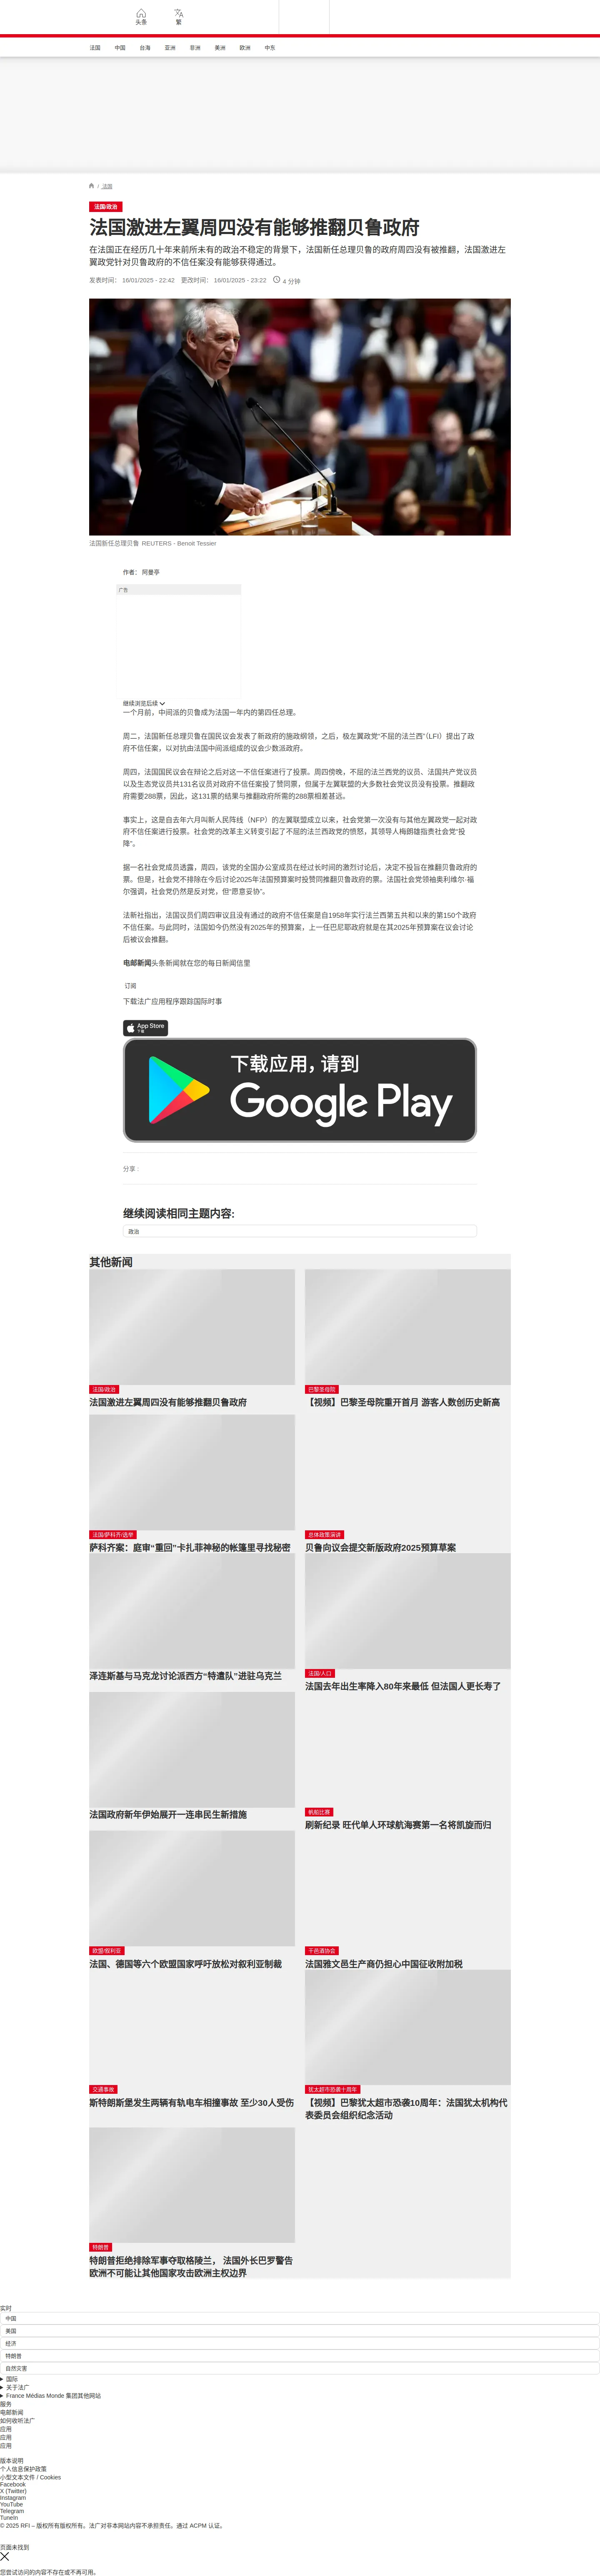 头条
繁
法国
中国
台海
亚洲
非洲
美洲
欧洲
中东
/ 法国
法国/政治
法国激进左翼周四没有能够推翻贝鲁政府
在法国正在经历几十年来前所未有的政治不稳定的背景下，法国新任总理贝鲁的政府周四没有被推翻，法国激进左
翼政党针对贝鲁政府的不信任案没有能够获得通过。
发表时间： 16/01/2025 - 22:42 更改时间： 16/01/2025 - 23:22 4 分钟
法国新任总理贝鲁 REUTERS - Benoit Tessier
作者： 阿曼亭
广告
继续浏览后续
一个月前，中间派的贝鲁成为法国一年内的第四任总理。
周二，法国新任总理贝鲁在国民议会发表了新政府的施政纲领，之后，极左翼政党“不屈的法兰西”（LFI）提出了政
府不信任案，以对抗由法国中间派组成的议会少数派政府。
周四，法国国民议会在辩论之后对这一不信任案进行了投票。周四傍晚，不屈的法兰西党的议员、法国共产党议员
以及生态党议员共131名议员对政府不信任案投了赞同票，但属于左翼联盟的大多数社会党议员没有投票。推翻政
府需要288票，因此，这131票的结果与推翻政府所需的288票相差甚远。
事实上，这是自去年六月叫新人民阵线（NFP）的左翼联盟成立以来，社会党第一次没有与其他左翼政党一起对政
府不信任案进行投票。社会党的改革主义转变引起了不屈的法兰西政党的愤怒，其领导人梅朗雄指责社会党“投
降”。
据一名社会党成员透露，周四，该党的全国办公室成员在经过长时间的激烈讨论后，决定不投旨在推翻贝鲁政府的
票。但是，社会党不排除在今后讨论2025年法国预算案时投赞同推翻贝鲁政府的票。法国社会党领袖奥利维尔·福
尔强调，社会党仍然是反对党，但“愿意妥协”。
法新社指出，法国议员们周四审议且没有通过的政府不信任案是自1958年实行法兰西第五共和以来的第150个政府
不信任案。与此同时，法国如今仍然没有2025年的预算案，上一任巴尼耶政府就是在其2025年预算案在议会讨论
后被议会推翻。
电邮新闻头条新闻就在您的每日新闻信里
订阅
下载法广应用程序跟踪国际时事
App Store
下载
下载应用，请到
Google Play
分享 :
继续阅读相同主题内容:
政治
其他新闻
法国/政治
法国激进左翼周四没有能够推翻贝鲁政府
巴黎圣母院
【视频】巴黎圣母院重开首月 游客人数创历史新高
法国/萨科齐/选举
萨科齐案：庭审“重回”卡扎菲神秘的帐篷里寻找秘密
总体政策演讲
贝鲁向议会提交新版政府2025预算草案
泽连斯基与马克龙讨论派西方“特遣队”进驻乌克兰
法国/人口
法国去年出生率降入80年来最低 但法国人更长寿了
法国政府新年伊始展开一连串民生新措施
帆船比赛
刷新纪录 旺代单人环球航海赛第一名将凯旋而归
欧盟/叙利亚
法国、德国等六个欧盟国家呼吁放松对叙利亚制裁
干邑酒协会
法国雅文邑生产商仍担心中国征收附加税
交通事故
斯特朗斯堡发生两辆有轨电车相撞事故 至少30人受伤
犹太超市恐袭十周年
【视频】巴黎犹太超市恐袭10周年：法国犹太机构代
表委员会组织纪念活动
特朗普
特朗普拒绝排除军事夺取格陵兰， 法国外长巴罗警告
欧洲不可能让其他国家攻击欧洲主权边界
实时
中国
美国
经济
特朗普
自然灾害
国际
关于法广
France Médias Monde 集团其他网站
服务
电邮新闻
如何收听法广
应用
应用
应用
版本说明
个人信息保护政策
小型文本文件 / Cookies
Facebook
X (Twitter)
Instagram
YouTube
Telegram
TuneIn
© 2025 RFI – 版权所有版权所有。法广对非本网站内容不承担责任。通过 ACPM 认证。
页面未找到
您尝试访问的内容不存在或不再可用。